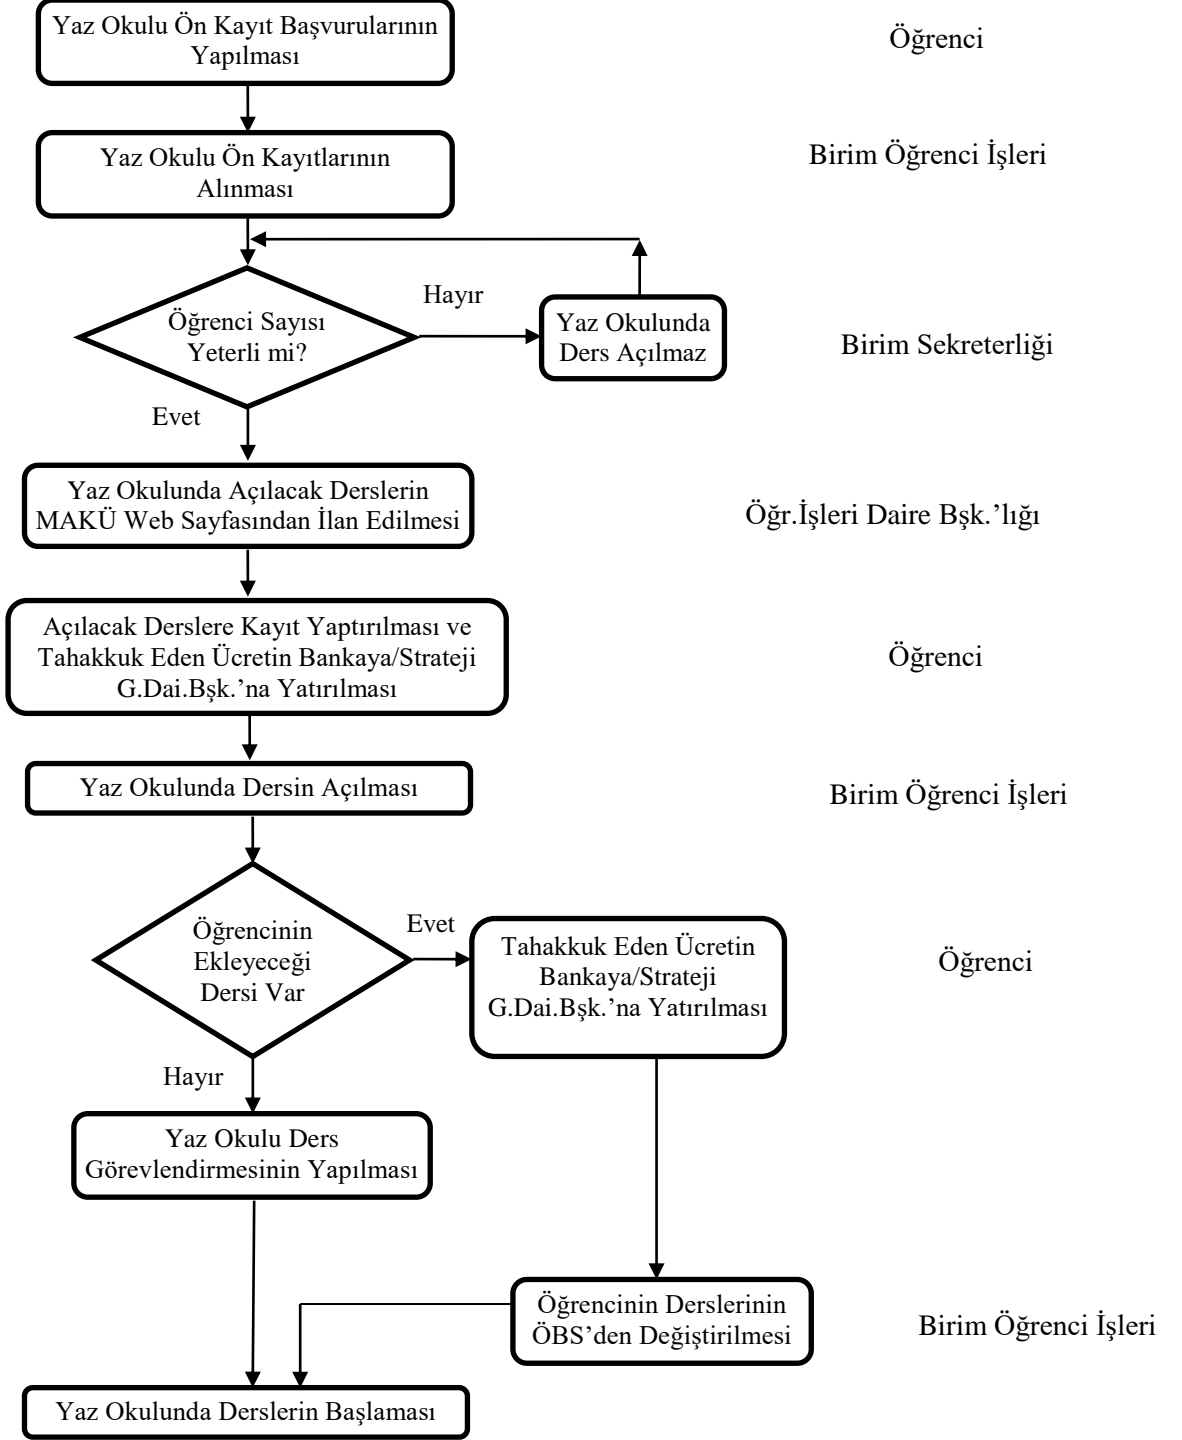 Yaz Okulu Ön Kayıt Başvurularının
Yapılması
Öğrenci
Yaz Okulu Ön Kayıtlarının
Alınması
Birim Öğrenci İşleri
Hayır
Öğrenci Sayısı
Yeterli mi?
Yaz Okulunda
Ders Açılmaz
Birim Sekreterliği
Evet
Yaz Okulunda Açılacak Derslerin
MAKÜ Web Sayfasından İlan Edilmesi
Öğr.İşleri Daire Bşk.’lığı
Açılacak Derslere Kayıt Yaptırılması ve
Tahakkuk Eden Ücretin Bankaya/Strateji
G.Dai.Bşk.’na Yatırılması
Öğrenci
Yaz Okulunda Dersin Açılması
Birim Öğrenci İşleri
Öğrencinin
Ekleyeceği
Dersi Var
Evet
Tahakkuk Eden Ücretin
Bankaya/Strateji
G.Dai.Bşk.’na Yatırılması
Öğrenci
Hayır
Yaz Okulu Ders
Görevlendirmesinin Yapılması
Öğrencinin Derslerinin
ÖBS’den Değiştirilmesi
Birim Öğrenci İşleri
Yaz Okulunda Derslerin Başlaması